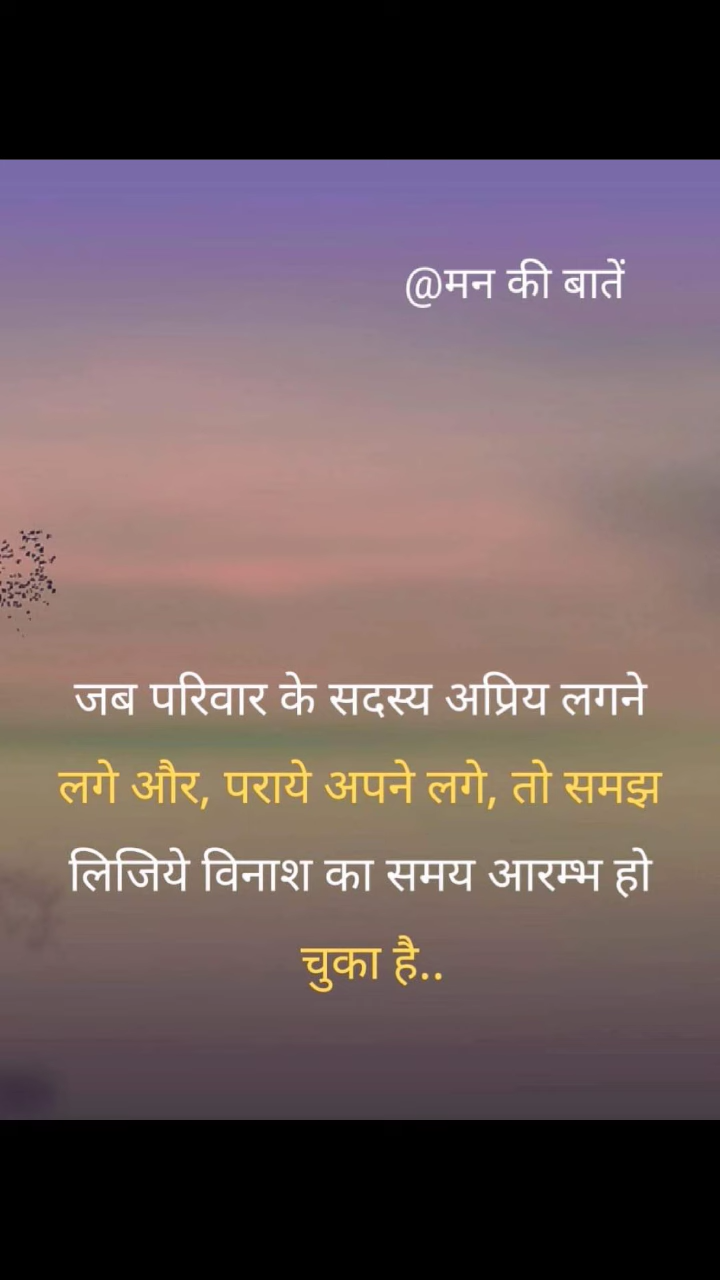 @मन की बातें
जब परिवार के सदस्य अप्रिय लगने
लगे और, पराये अपने लगे, तो समझ
लिजिये विनाश का समय आरम्भ हो
चुका है..